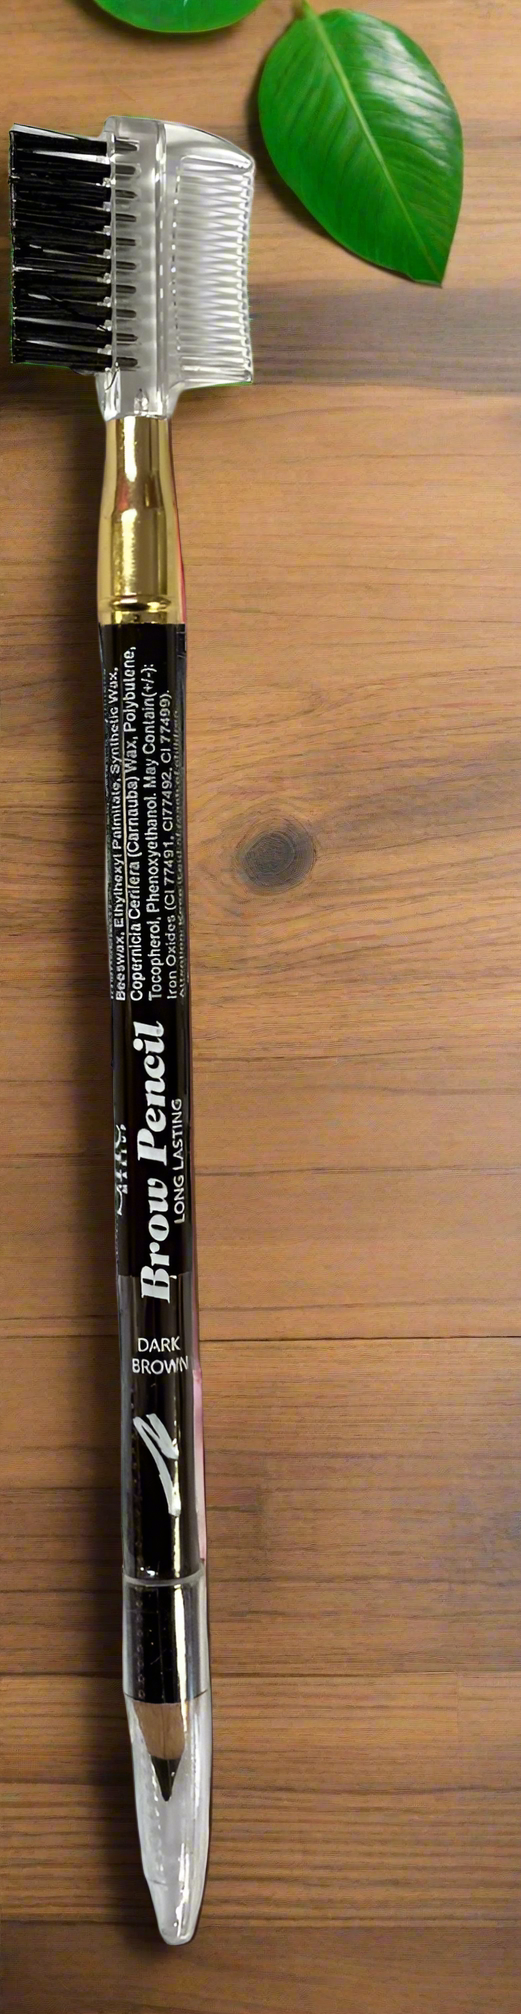 Beeswax, Ethylhexyl Palmitate, Synthetic Wax,
Copernicia Cerifera (Carnauba) Wax, Polybutene,
Tocopherol, Phenoxyethanol. May Contain(+/-):
Iron Oxides (CI 77491, CI77492, CI 77499).
MAKEUP
Brow Pencil
LONG LASTING
DARK
BROWN